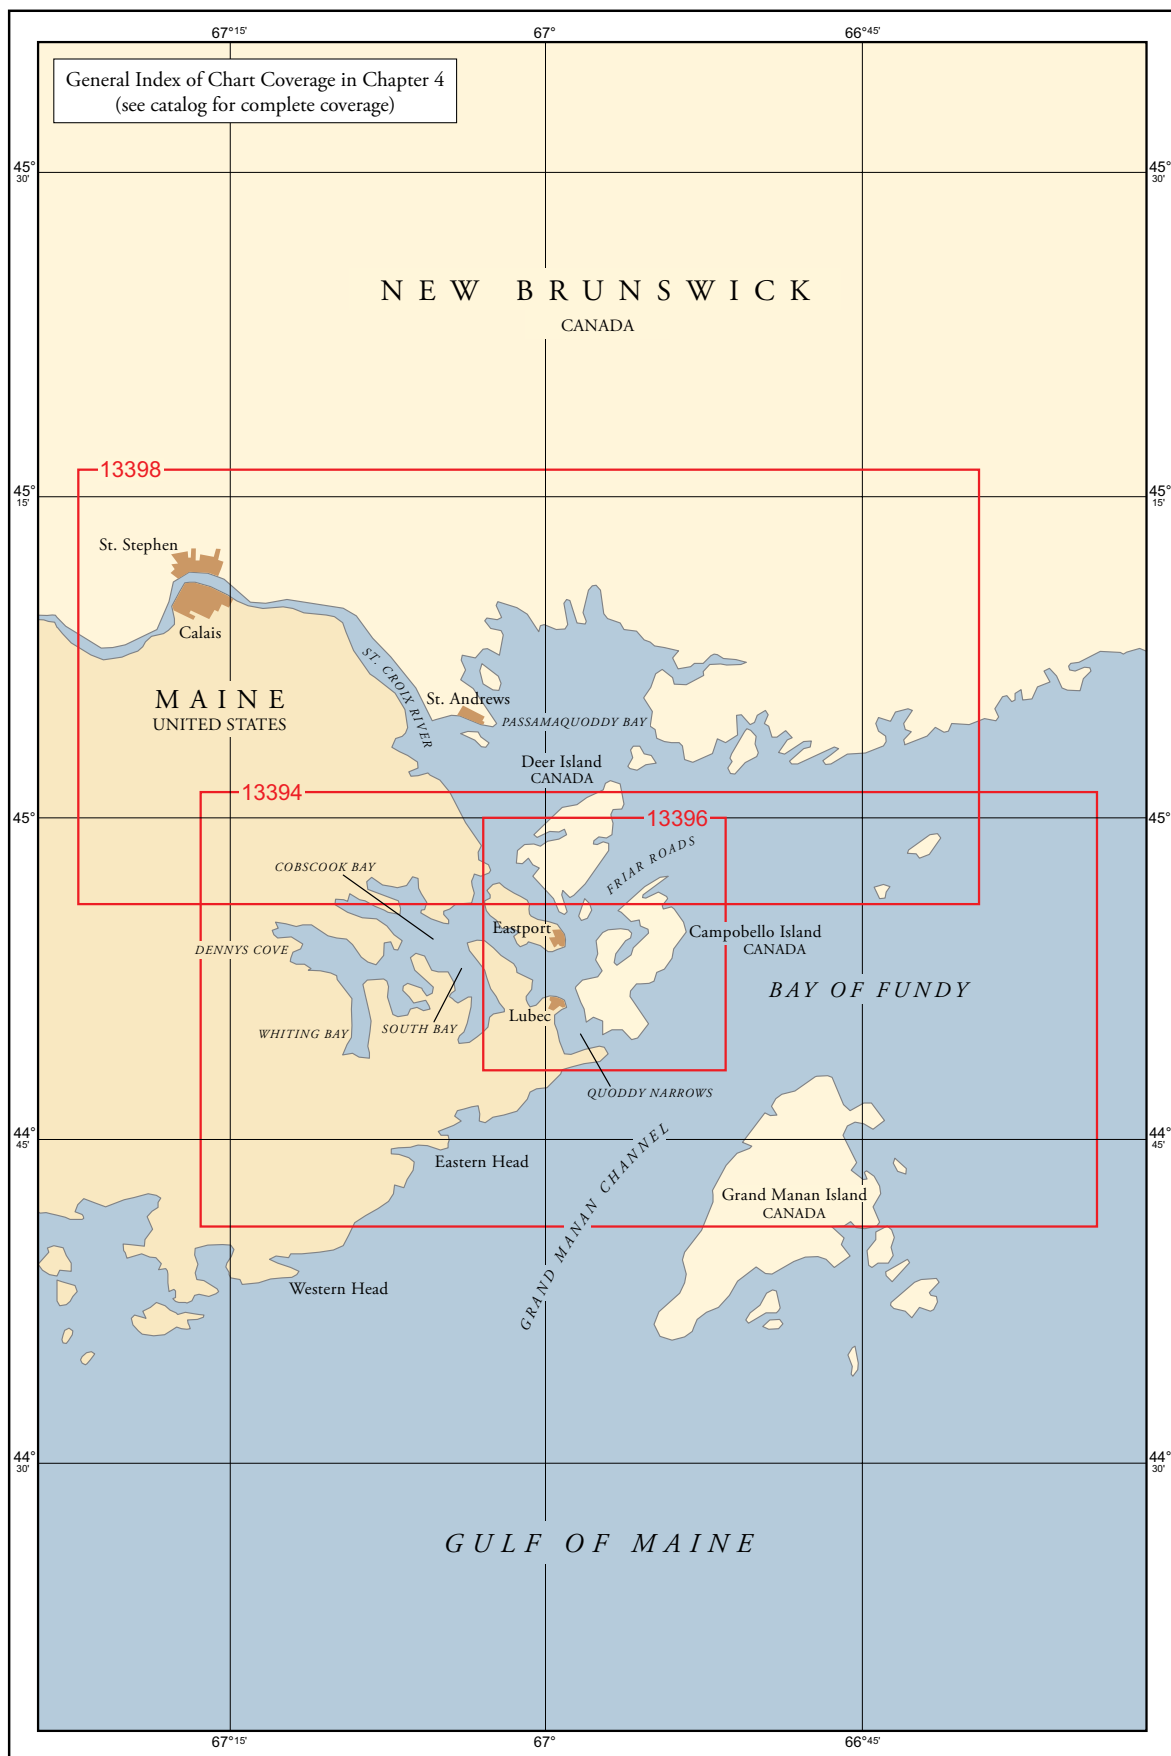 67°15' 67° 66°45'
General Index of Chart Coverage in Chapter 4
(see catalog for complete coverage)
45° 45°
30' 30'
NEW BRUNSWICK
CANADA
13398
45° 45°
15' 15'
St. Stephen
Calais
ST. CROIX RIVER
MAINE
UNITED STATES
St. Andrews
PASSAMAQUODDY BAY
Deer Island
CANADA
13394
45° 45°
13396
FRIAR ROADS
COBSCOOK BAY
Eastport
Campobello Island
CANADA
DENNYS COVE
BAY OF FUNDY
Lubec
SOUTH BAY
WHITING BAY
QUODDY NARROWS
44° 44°
45' 45'
GRAND MANAN CHANNEL
Eastern Head
Grand Manan Island
CANADA
Western Head
44° 44°
30' 30'
GULF OF MAINE
67°15' 67° 66°45'